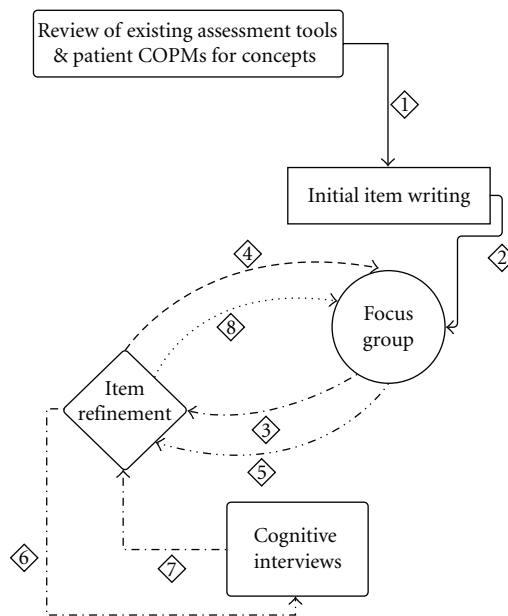 Review of existing assessment tools
& patient COPMs for concepts
1
Initial item writing
2
4
8
Focus
group
Item
refinement
3
5
Cognitive
interviews
6
7